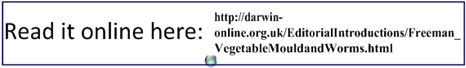 Read it online here:
http://darwin-
online.org.uk/EditorialIntroductions/Freeman_
VegetableMouldandWorms.html